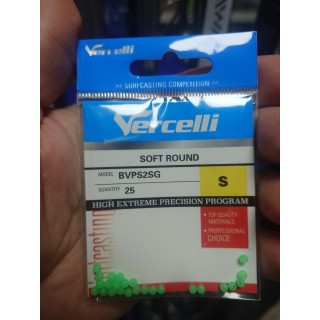 Vercelli
>> SURFCASTING COMPETITION <<
Vercelli
SOFT ROUND
MODEL BVPS2SG
QUANTITY 25
S
HIGH EXTREME PRECISION PROGRAM
• TOP QUALITY
MATERIALS
• PROFESSIONAL
CHOICE
surfcasting